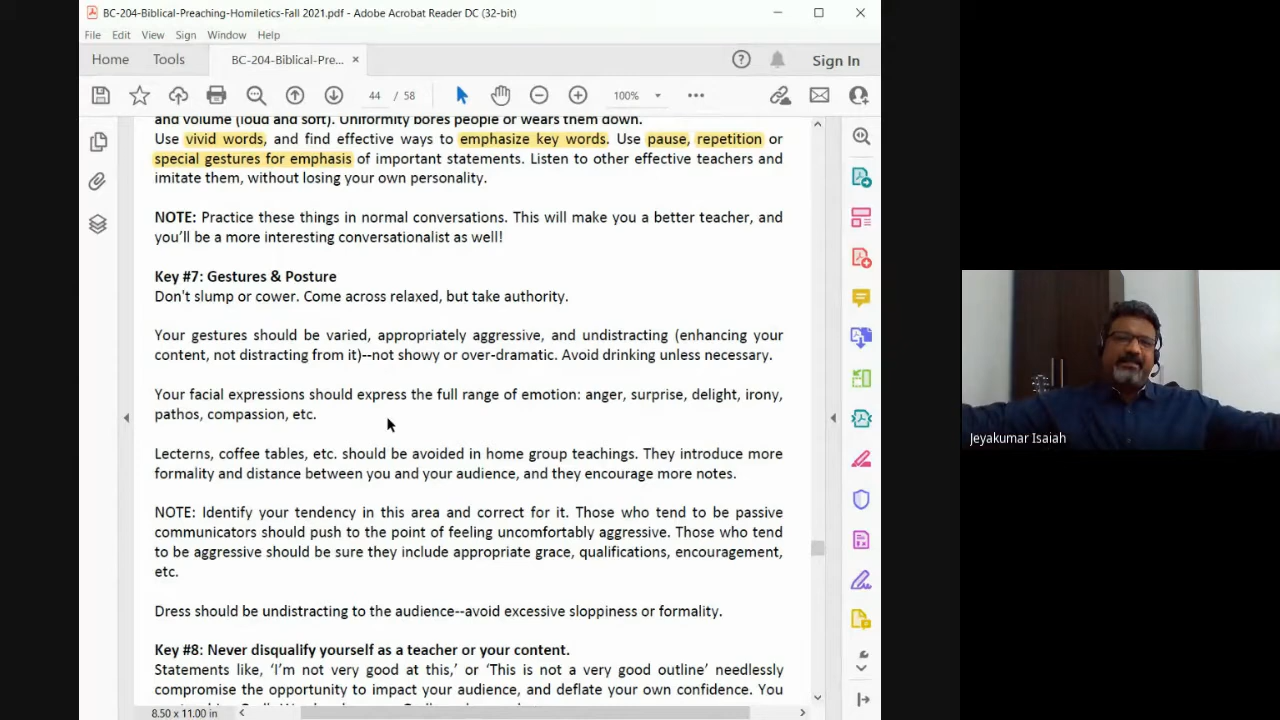 BC-204-Biblical-Preaching-Homiletics-Fall 2021.pdf - Adobe Acrobat Reader DC (32-bit)
File Edit View Sign Window Help
Home Tools BC-204-Biblical-Pre... × Sign In
44 / 58 100%
and volume (loud and soft). Uniformity bores people or wears them down.
Use vivid words, and find effective ways to emphasize key words. Use pause, repetition or
special gestures for emphasis of important statements. Listen to other effective teachers and
imitate them, without losing your own personality.
NOTE: Practice these things in normal conversations. This will make you a better teacher, and
you'll be a more interesting conversationalist as well!
Key #7: Gestures & Posture
Don't slump or cower. Come across relaxed, but take authority.
Your gestures should be varied, appropriately aggressive, and undistracting (enhancing your
content, not distracting from it)--not showy or over-dramatic. Avoid drinking unless necessary.
Your facial expressions should express the full range of emotion: anger, surprise, delight, irony,
pathos, compassion, etc.
Lecterns, coffee tables, etc. should be avoided in home group teachings. They introduce more
formality and distance between you and your audience, and they encourage more notes.
NOTE: Identify your tendency in this area and correct for it. Those who tend to be passive
communicators should push to the point of feeling uncomfortably aggressive. Those who tend
to be aggressive should be sure they include appropriate grace, qualifications, encouragement,
etc.
Dress should be undistracting to the audience--avoid excessive sloppiness or formality.
Key #8: Never disqualify yourself as a teacher or your content.
Statements like, 'I'm not very good at this,' or 'This is not a very good outline' needlessly
compromise the opportunity to impact your audience, and deflate your own confidence. You
8.50 x 11.00 in
Jeyakumar Isaiah